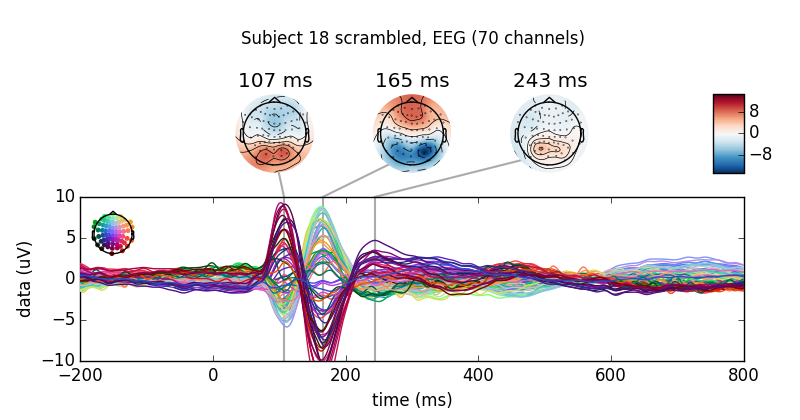 Subject 18 scrambled, EEG (70 channels)
107 ms 165 ms 243 ms
8
0
−8
10
5
0
−5
−10
data (uV)
−200 0 200 400 600 800
time (ms)